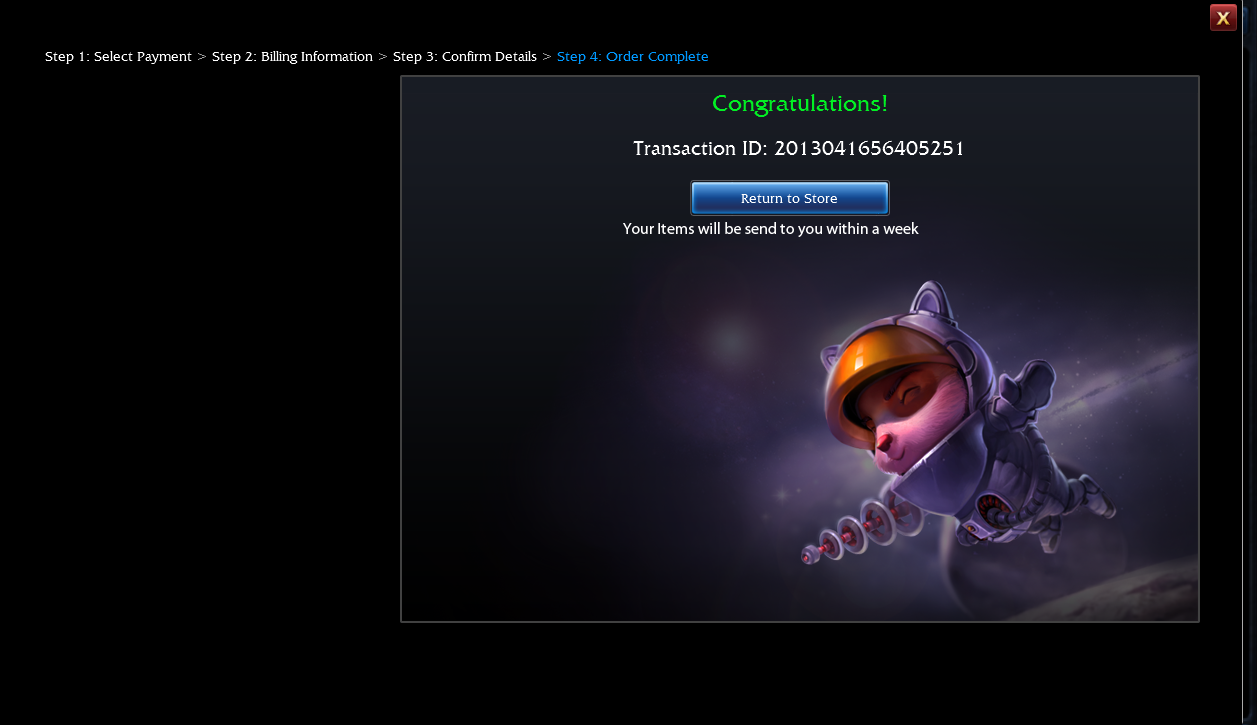 X
Step 1: Select Payment > Step 2: Billing Information > Step 3: Confirm Details > Step 4: Order Complete
Congratulations!
Transaction ID: 2013041656405251
Return to Store
Your Items will be send to you within a week